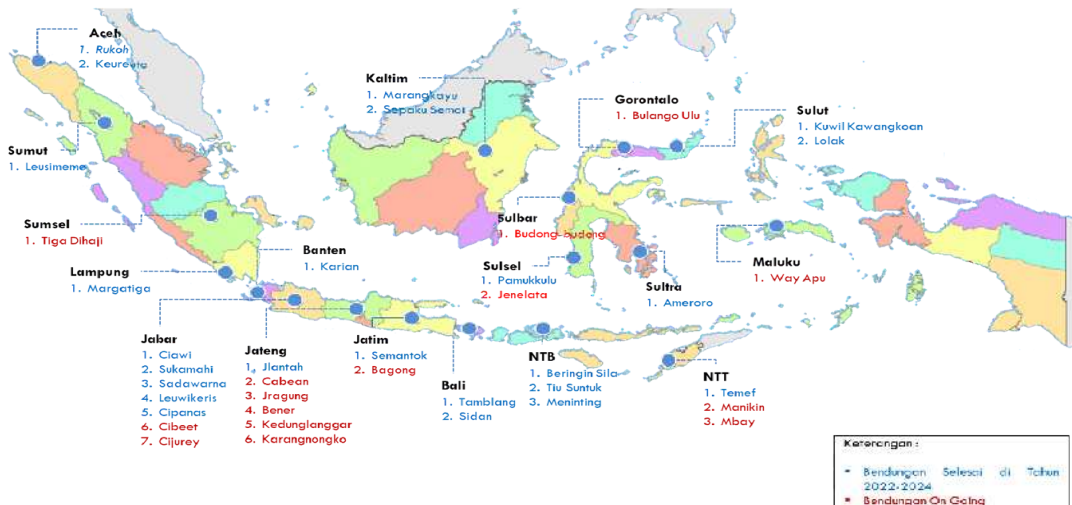 Aceh
1. Rukoh
2. Keureuto
Sumut
1. Leusimeme
Sumsel
1. Tiga Dihaji
Lampung
1. Margatiga
Banten
1. Karian
Jabar
1. Ciawi
2. Sukamahi
3. Sadawarna
4. Leuwikeris
5. Cipanas
6. Cibeet
7. Cijurey
Jateng
1. Jlantah
2. Cabean
3. Jragung
4. Bener
5. Kedunglanggar
6. Karangnongko
Jatim
1. Semantok
2. Bagong
Bali
1. Tamblang
2. Sidan
NTB
1. Beringin Sila
2. Tiu Suntuk
3. Meninting
NTT
1. Temef
2. Manikin
3. Mbay
Kaltim
1. Marangkayu
2. Sepaku Semoi
Gorontalo
1. Bulango Ulu
Sulut
1. Kuwil Kawangkoan
2. Lolak
Sulbar
1. Budong-budong
Sulsel
1. Pamukkulu
2. Jenelata
Sultra
1. Ameroro
Maluku
1. Way Apu
Keterangan :
- Bendungan Selesai di Tahun
2022-2024
- Bendungan On Going